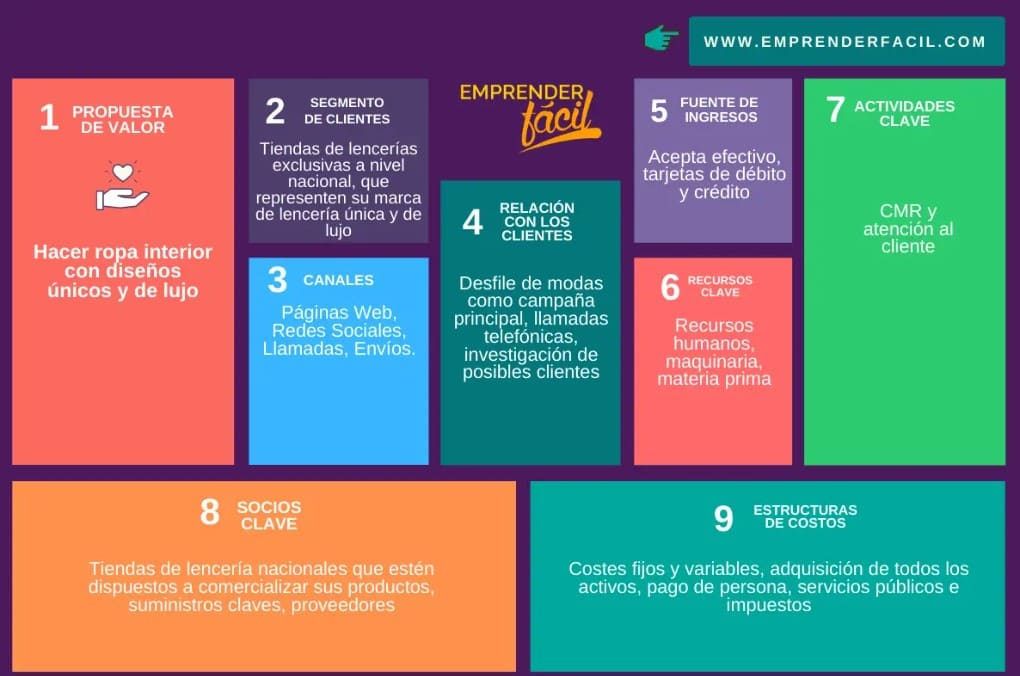 WWW.EMPRENDERFACIL.COM
1 PROPUESTA
DE VALOR
Hacer ropa interior
con diseños
únicos y de lujo
2 SEGMENTO
DE CLIENTES
Tiendas de lencerías
exclusivas a nivel
nacional, que
representen su marca
de lencería única y de
lujo
3 CANALES
Páginas Web,
Redes Sociales,
Llamadas, Envíos.
EMPRENDER
fácil
4 RELACIÓN
CON LOS
CLIENTES
Desfile de modas
como campaña
principal, llamadas
telefónicas,
investigación de
posibles clientes
5 FUENTE DE
INGRESOS
Acepta efectivo,
tarjetas de débito
y crédito
6 RECURSOS
CLAVE
Recursos
humanos,
maquinaria,
materia prima
7 ACTIVIDADES
CLAVE
CMR y
atención al
cliente
8 SOCIOS
CLAVE
Tiendas de lencería nacionales que estén
dispuestos a comercializar sus productos,
suministros claves, proveedores
9 ESTRUCTURAS
DE COSTOS
Costes fijos y variables, adquisición de todos los
activos, pago de persona, servicios públicos e
impuestos